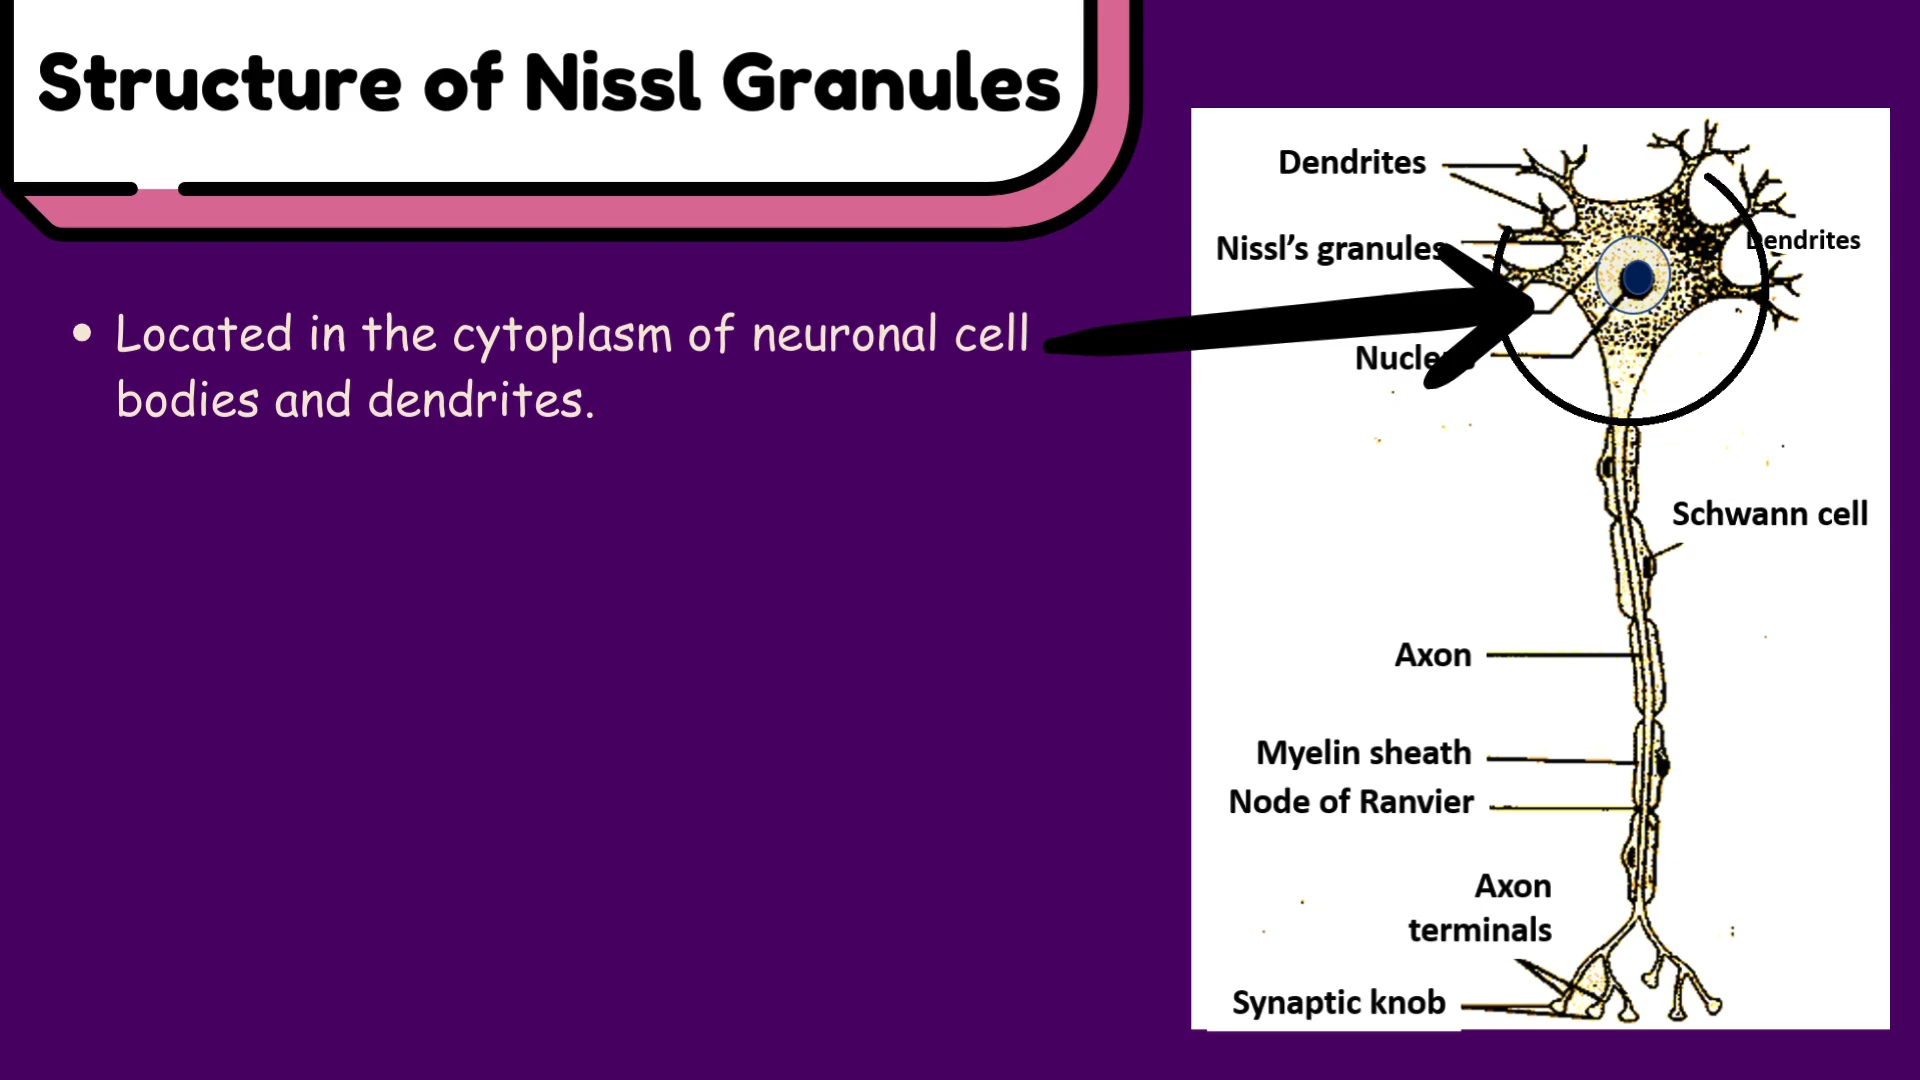 Structure of Nissl Granules
• Located in the cytoplasm of neuronal cell
bodies and dendrites.
Dendrites
Nissl's granules
Dendrites
Schwann cell
Axon
Myelin sheath
Node of Ranvier
Axon
terminals
Synaptic knob